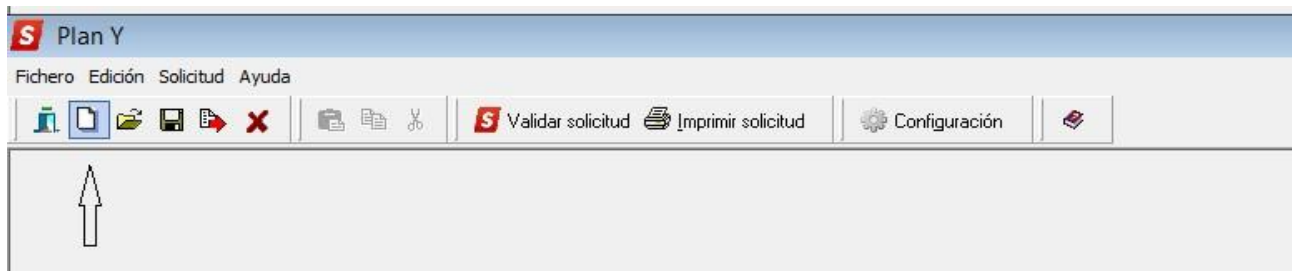 S Plan Y
Fichero Edición Solicitud Ayuda
S Validar solicitud Imprimir solicitud Configuración